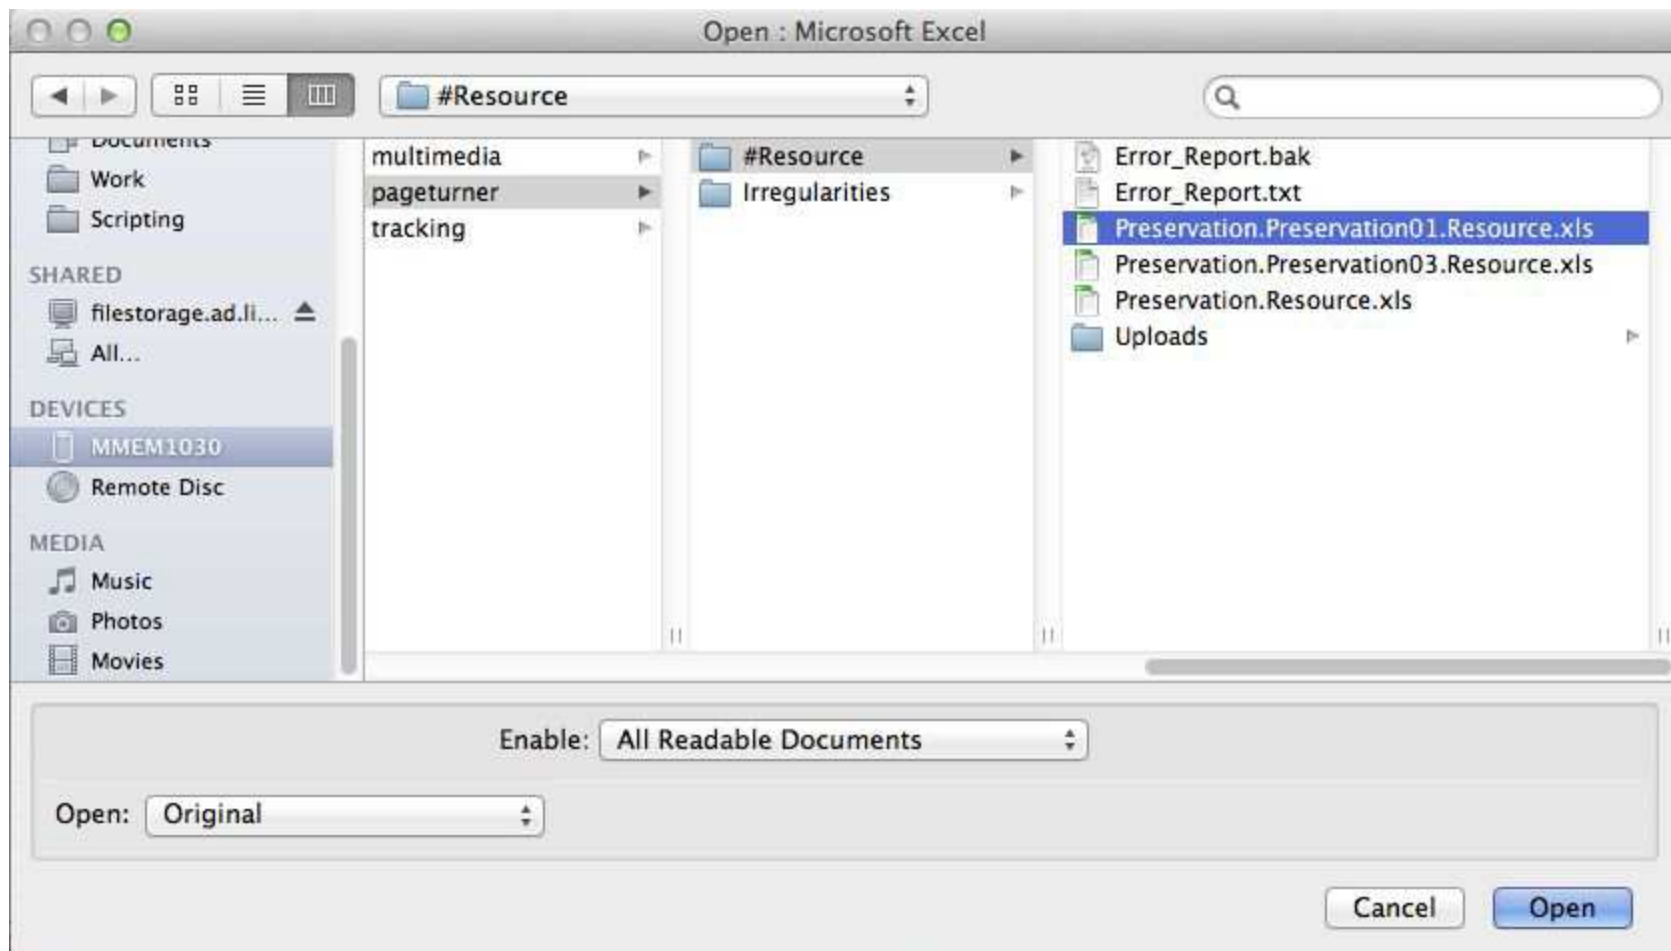 Open : Microsoft Excel
#Resource
Documents
Work
Scripting
SHARED
filestorage.ad.li...
All...
DEVICES
MMEM1030
Remote Disc
MEDIA
Music
Photos
Movies
multimedia
pageturner
tracking
#Resource
Irregularities
Error_Report.bak
Error_Report.txt
Preservation.Preservation01.Resource.xls
Preservation.Preservation03.Resource.xls
Preservation.Resource.xls
Uploads
Enable: All Readable Documents
Open: Original
Cancel Open